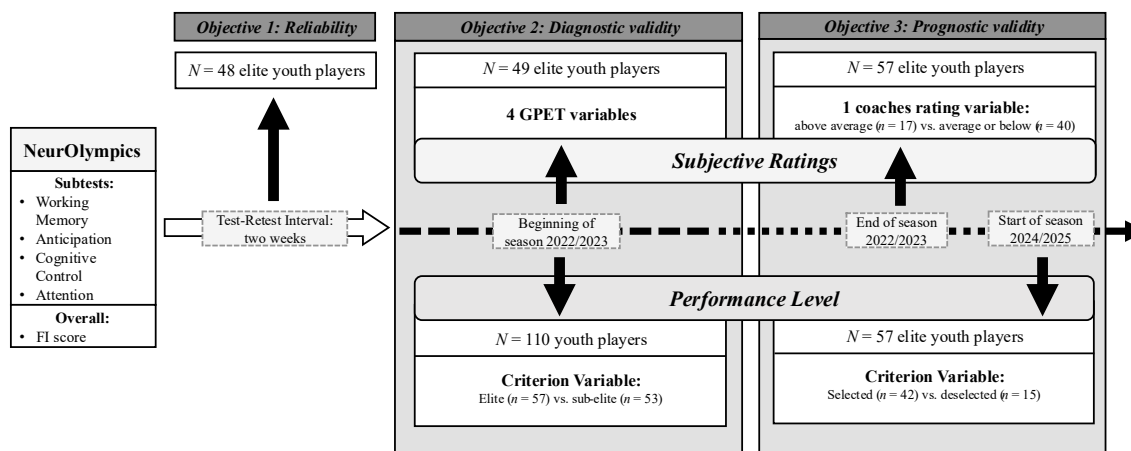 Objective 1: Reliability
N = 48 elite youth players
NeurOlympics
Subtests:
• Working
Memory
• Anticipation
• Cognitive
Control
• Attention
Overall:
• FI score
Test-Retest Interval:
two weeks
Objective 2: Diagnostic validity
N = 49 elite youth players
4 GPET variables
Objective 3: Prognostic validity
N = 57 elite youth players
1 coaches rating variable:
above average (n = 17) vs. average or below (n = 40)
Subjective Ratings
Beginning of
season 2022/2023
End of season
2022/2023
Start of season
2024/2025
Performance Level
N = 110 youth players
Criterion Variable:
Elite (n = 57) vs. sub-elite (n = 53)
N = 57 elite youth players
Criterion Variable:
Selected (n = 42) vs. deselected (n = 15)